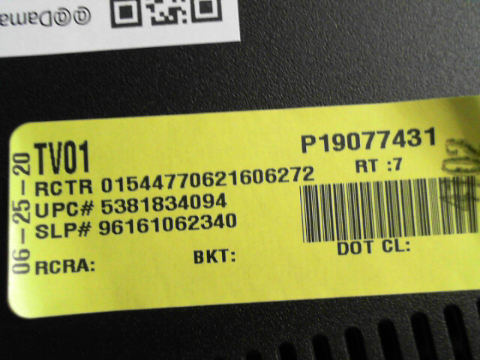 @@Dama
TV01
P19077431
RT :7
RCTR 01544770621606272
UPC# 5381834094
SLP# 96161062340
RCRA:
BKT:
DOT CL:
06-25-20